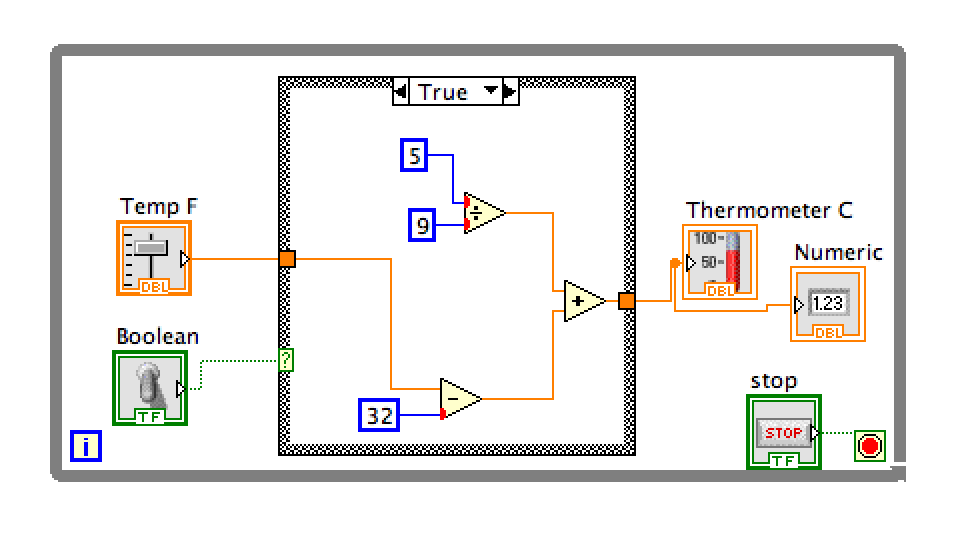 True
5
÷
9
Temp F
DBL
Thermometer C
100
50
DBL
Numeric
1.23
DBL
+
Boolean
TF
?
32
-
stop
STOP
TF
i